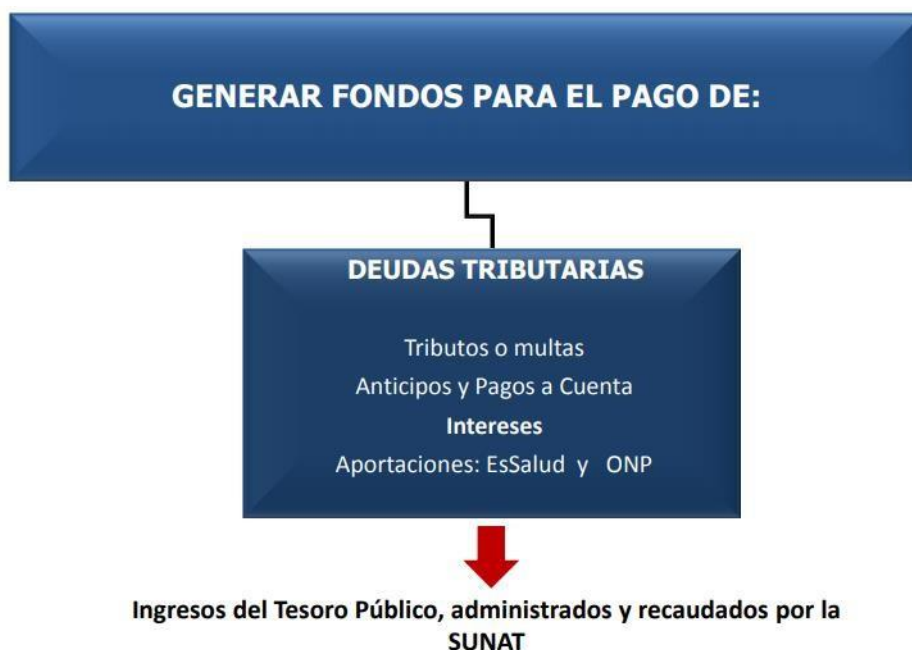 GENERAR FONDOS PARA EL PAGO DE:
DEUDAS TRIBUTARIAS
Tributos o multas
Anticipos y Pagos a Cuenta
Intereses
Aportaciones: EsSalud y ONP
Ingresos del Tesoro Público, administrados y recaudados por la
SUNAT